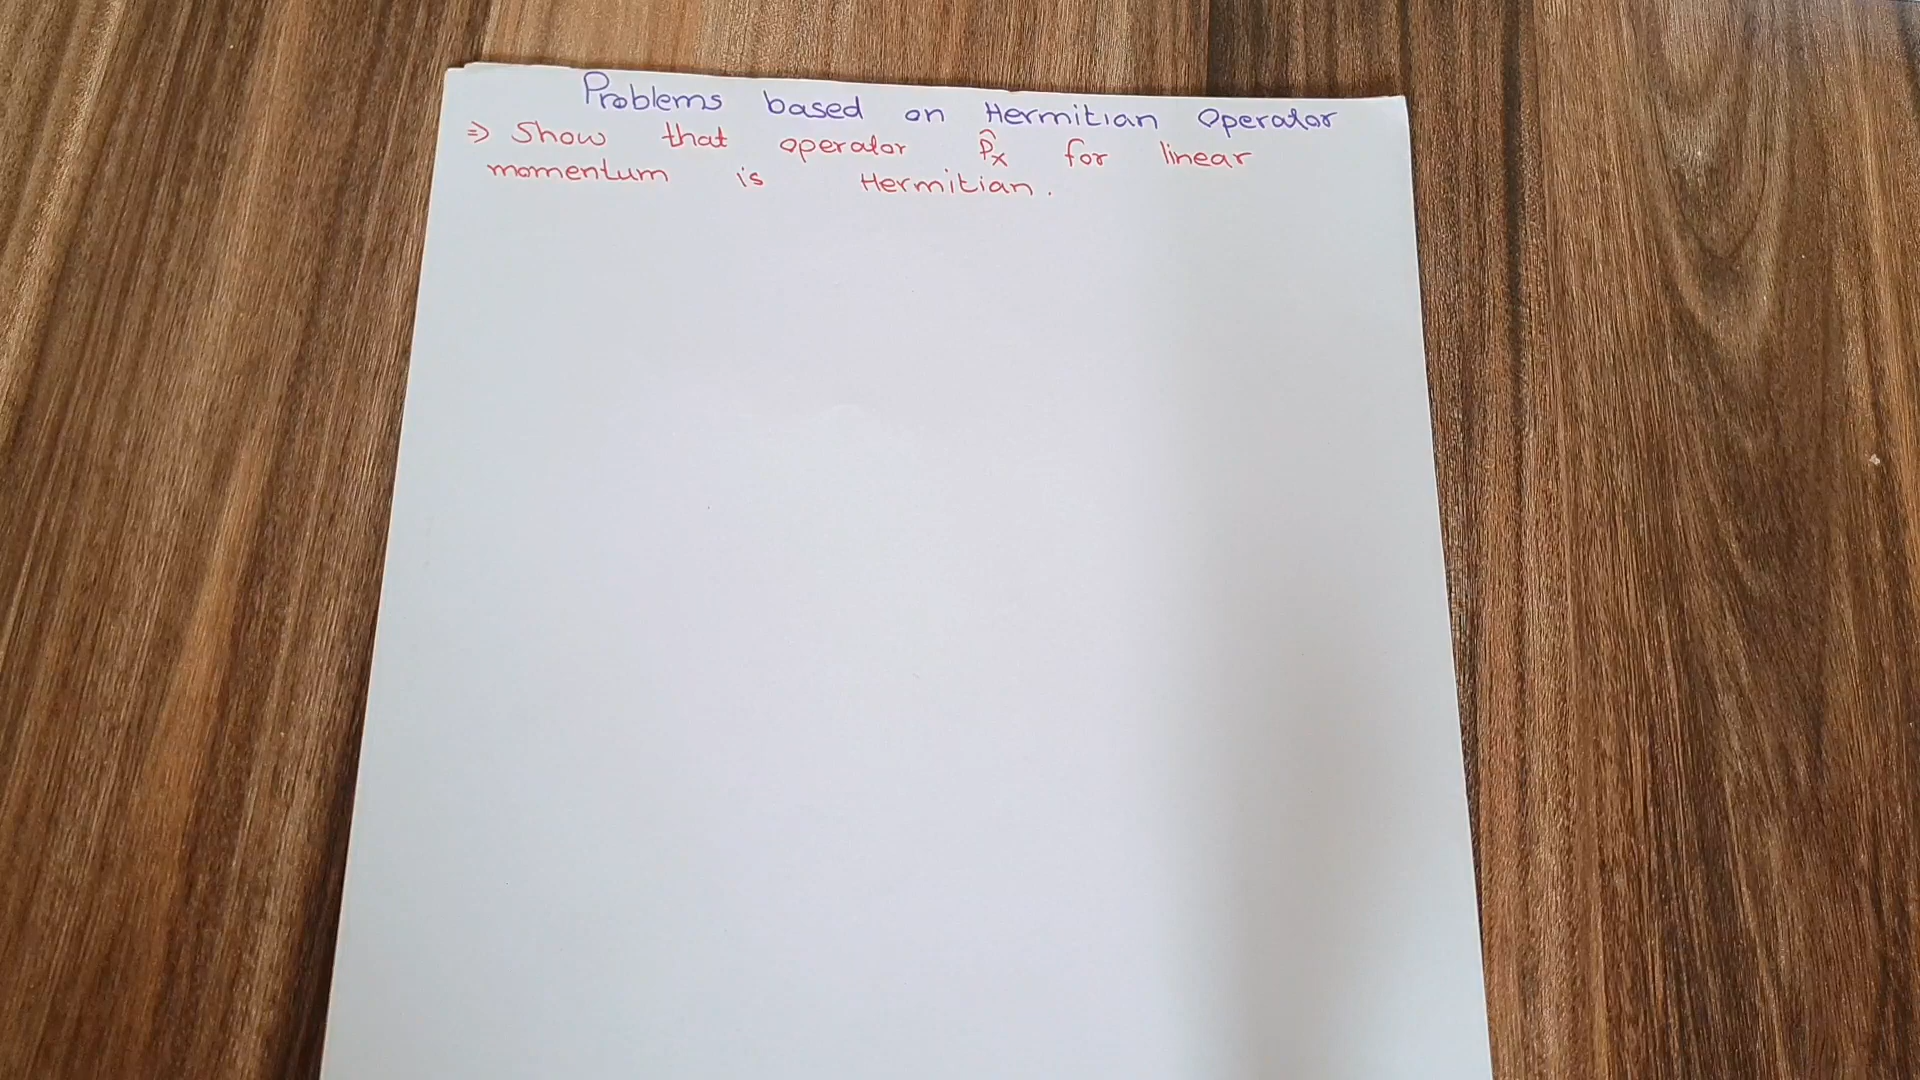 Problems based on Hermitian Operator
⇒ Show that operator p̂ₓ for linear
momentum is Hermitian.